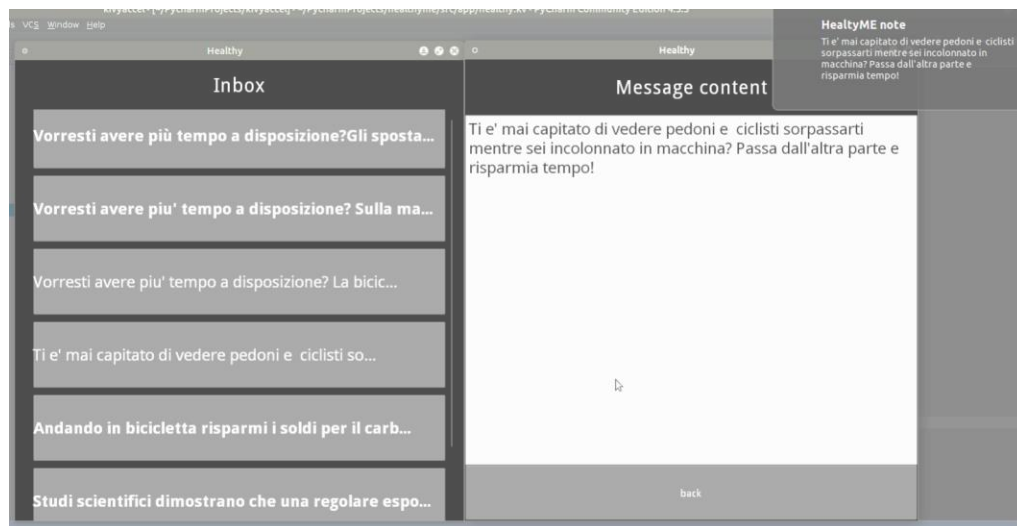 VCS Window Help
HealtyME note
Ti e' mai capitato di vedere pedoni e ciclisti
sorpassarti mentre sei incolonnato in
macchina? Passa dall'altra parte e
risparmia tempo!
Healthy
Inbox
Vorresti avere più tempo a disposizione?Gli sposta...
Vorresti avere piu' tempo a disposizione? Sulla ma...
Vorresti avere piu' tempo a disposizione? La bicic...
Ti e' mai capitato di vedere pedoni e ciclisti so...
Andando in bicicletta risparmi i soldi per il carb...
Studi scientifici dimostrano che una regolare espo...
Healthy
Message content
Ti e' mai capitato di vedere pedoni e ciclisti sorpassarti
mentre sei incolonnato in macchina? Passa dall'altra parte e
risparmia tempo!
back